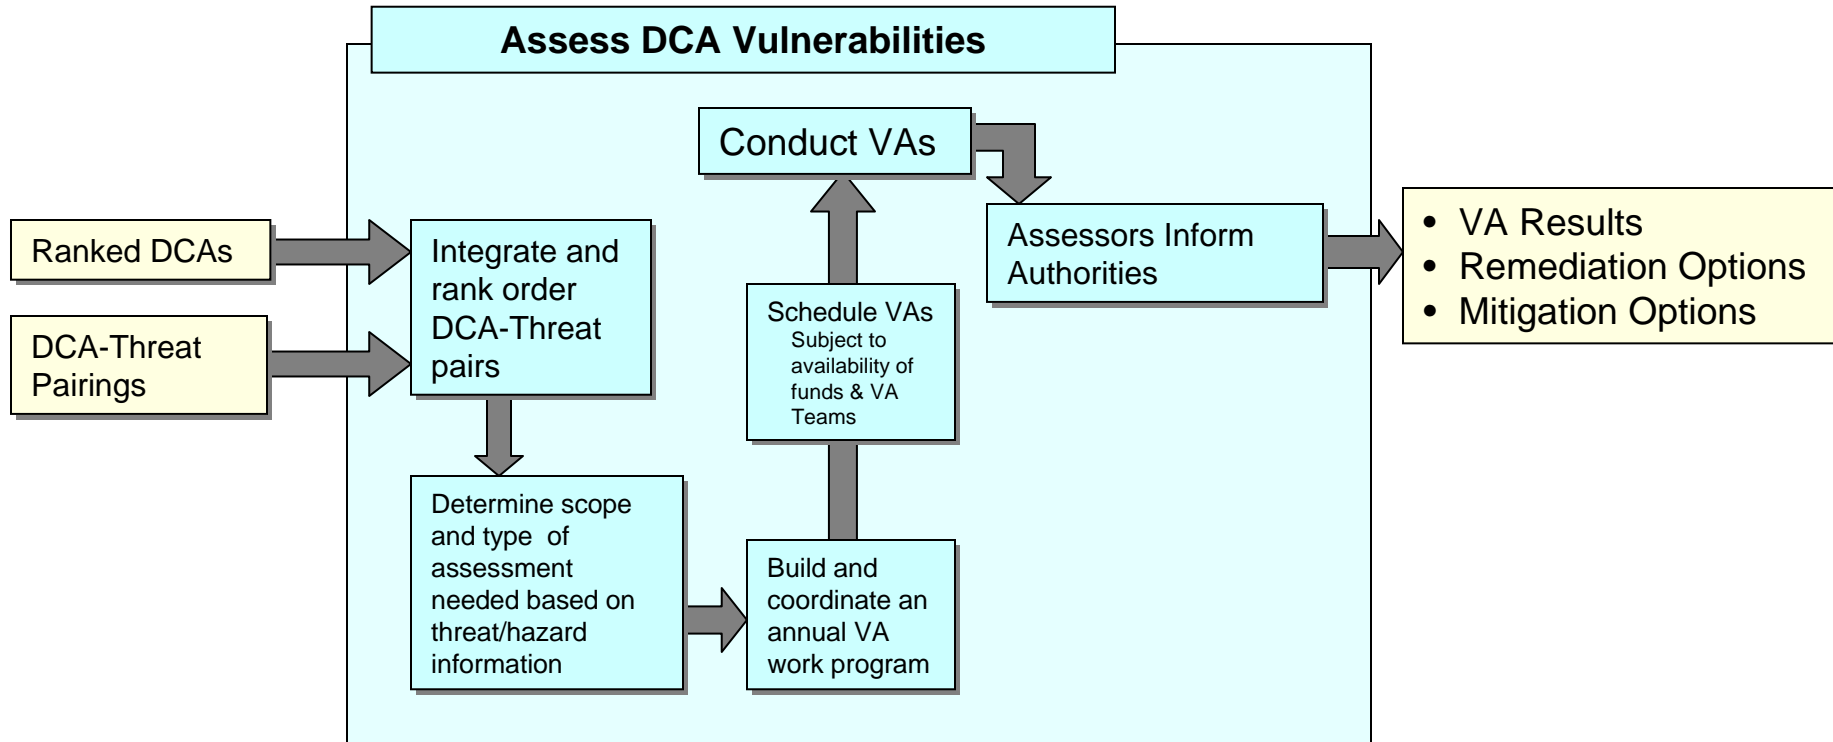 Assess DCA Vulnerabilities
Ranked DCAs
DCA-Threat
Pairings
Integrate and
rank order
DCA-Threat
pairs
Determine scope
and type  of
assessment
needed based on
threat/hazard
information
Build and
coordinate an
annual VA
work program
Schedule VAs
Subject to
availability of
funds & VA
Teams
Conduct VAs
Assessors Inform
Authorities
• VA Results
• Remediation Options
• Mitigation Options